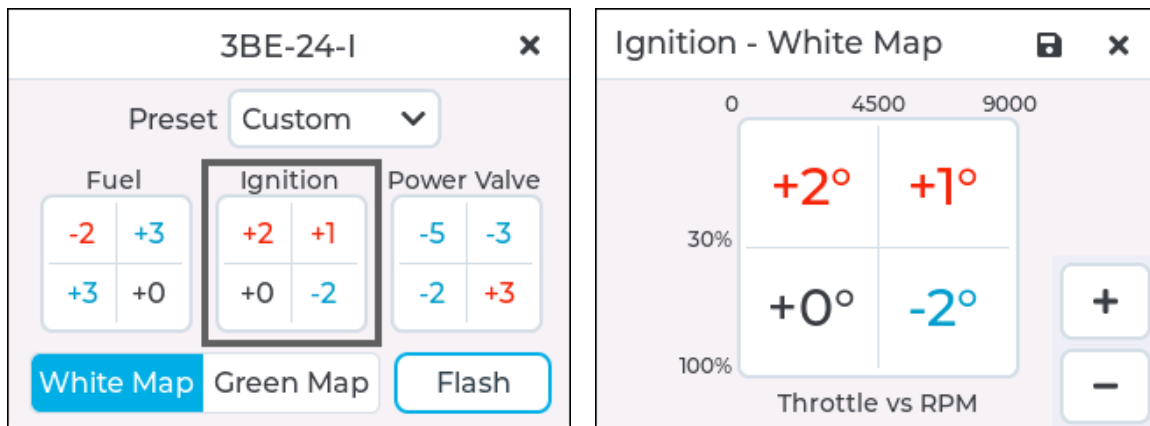 3BE-24-I
Preset Custom
Fuel Ignition Power Valve
-2 +3 +2 +1 -5 -3
+3 +0 +0 -2 -2 +3
White Map Green Map Flash
Ignition - White Map
0 4500 9000
+2° +1°
30%
+0° -2°
100%
Throttle vs RPM
+
−